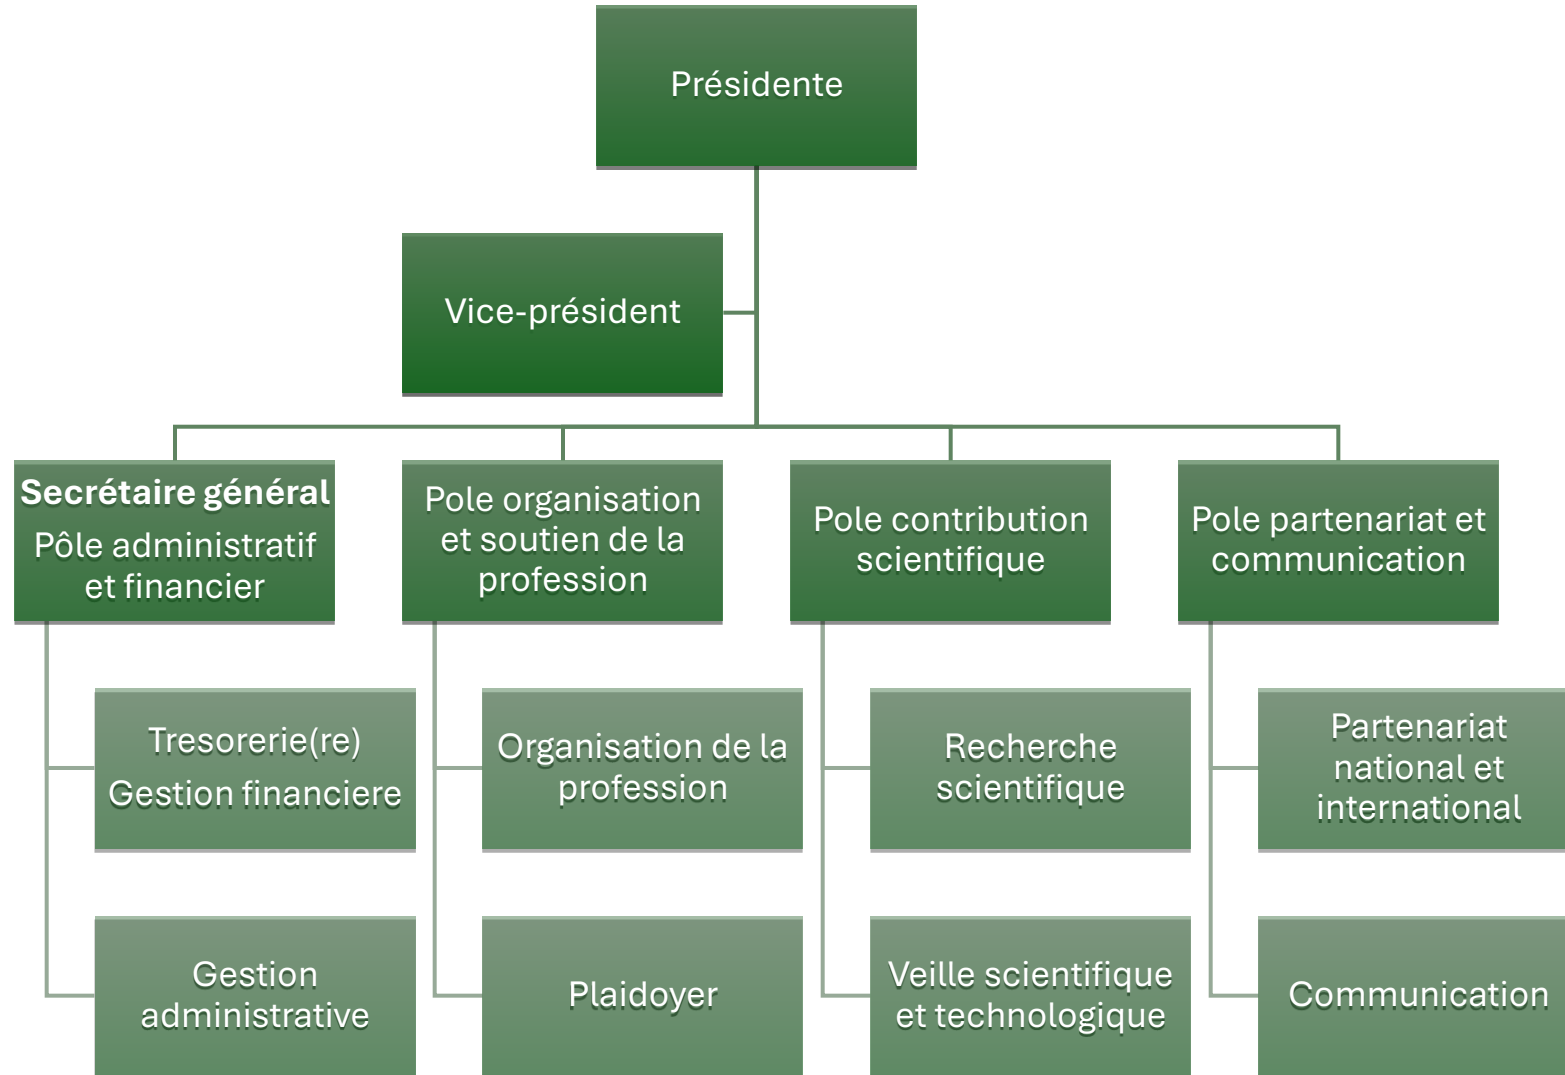 Présidente
Vice-président
Secrétaire général
Pôle administratif
et financier
Pole organisation
et soutien de la
profession
Pole contribution
scientifique
Pole partenariat et
communication
Tresorerie(re)
Gestion financiere
Organisation de la
profession
Recherche
scientifique
Partenariat
national et
international
Gestion
administrative
Plaidoyer
Veille scientifique
et technologique
Communication